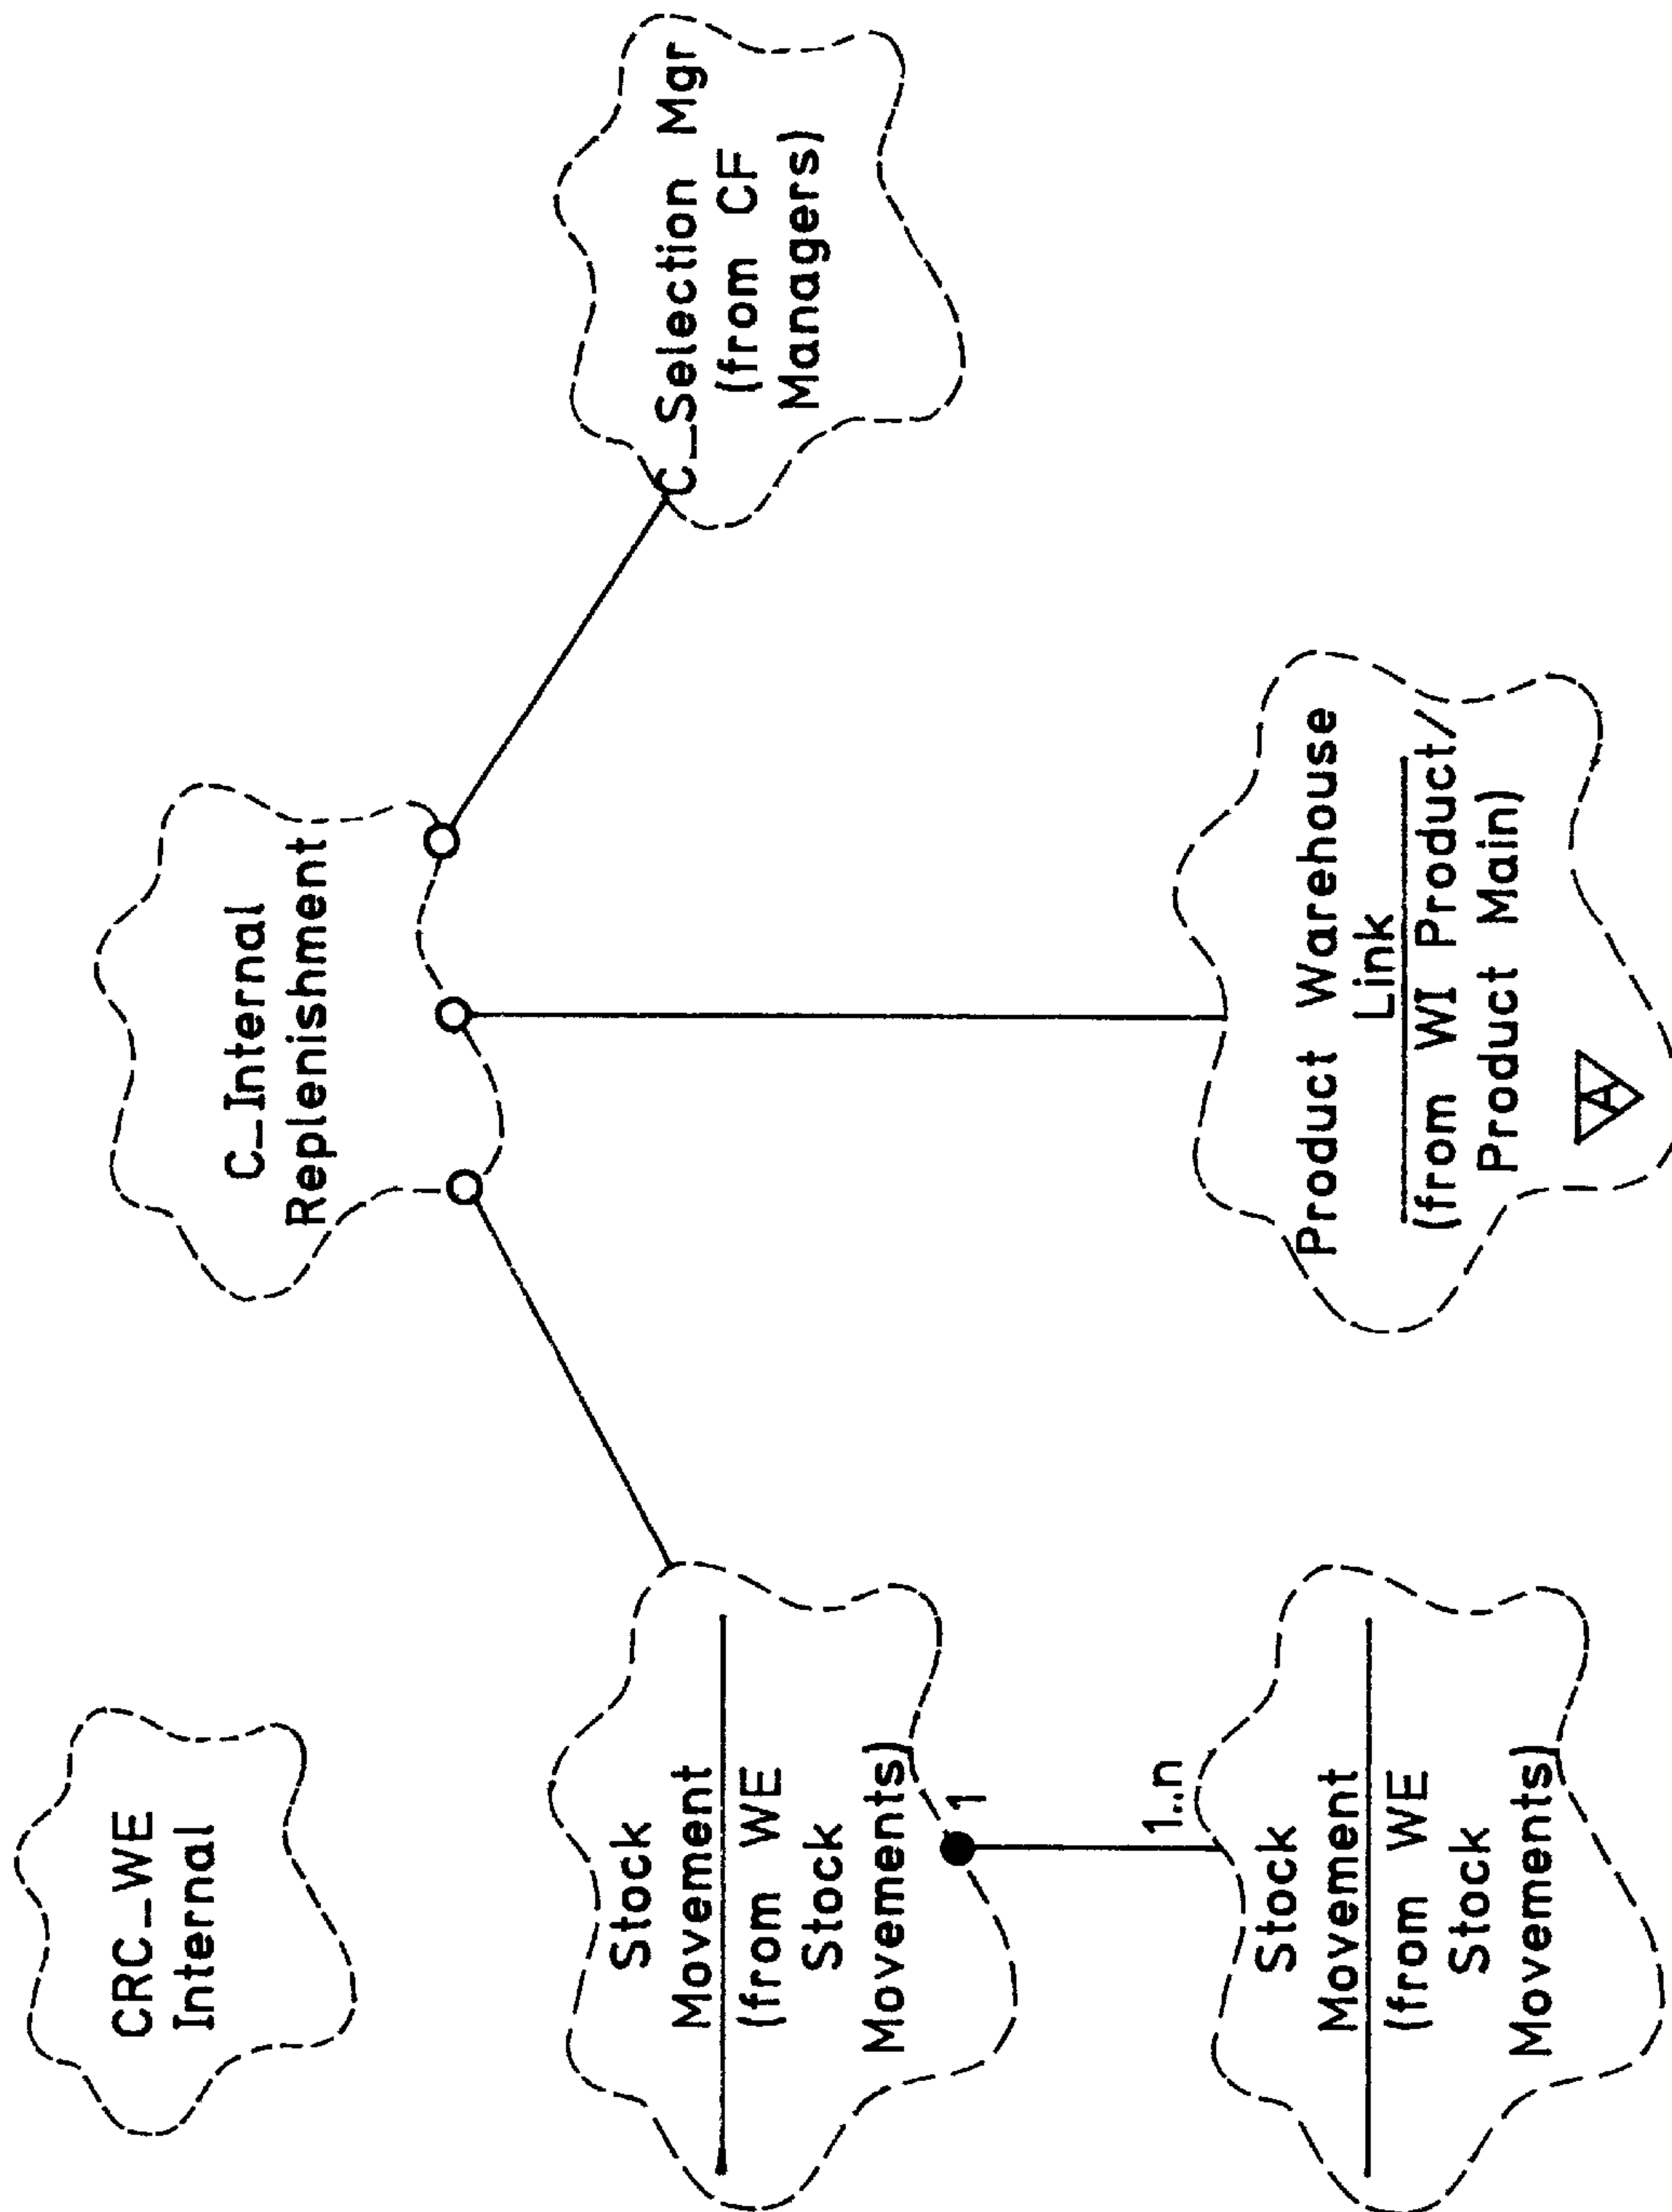 CRC_WE
Internal
C_Internal
Replenishment
Stock
Movement
(from WE
Stock
Movements)
1
1..n
C_Selection Mgr
(from CF
Managers)
Stock
Movement
(from WE
Stock
Movements)
Product Warehouse
Link
(from WI Product/
Product Main)
A